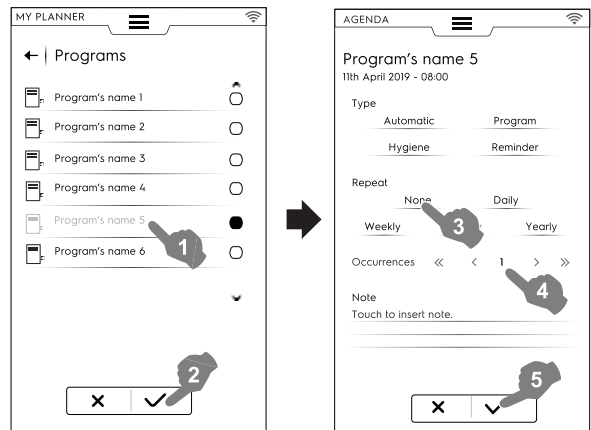 MY PLANNER
Programs
Program's name 1
Program's name 2
Program's name 3
Program's name 4
Program's name 5
Program's name 6
1
2
AGENDA
Program's name 5
11th April 2019 - 08:00
Type
Automatic Program
Hygiene Reminder
Repeat
None Daily
3
Weekly Yearly
Occurrences « < 1 > »
4
Note
Touch to insert note.
5